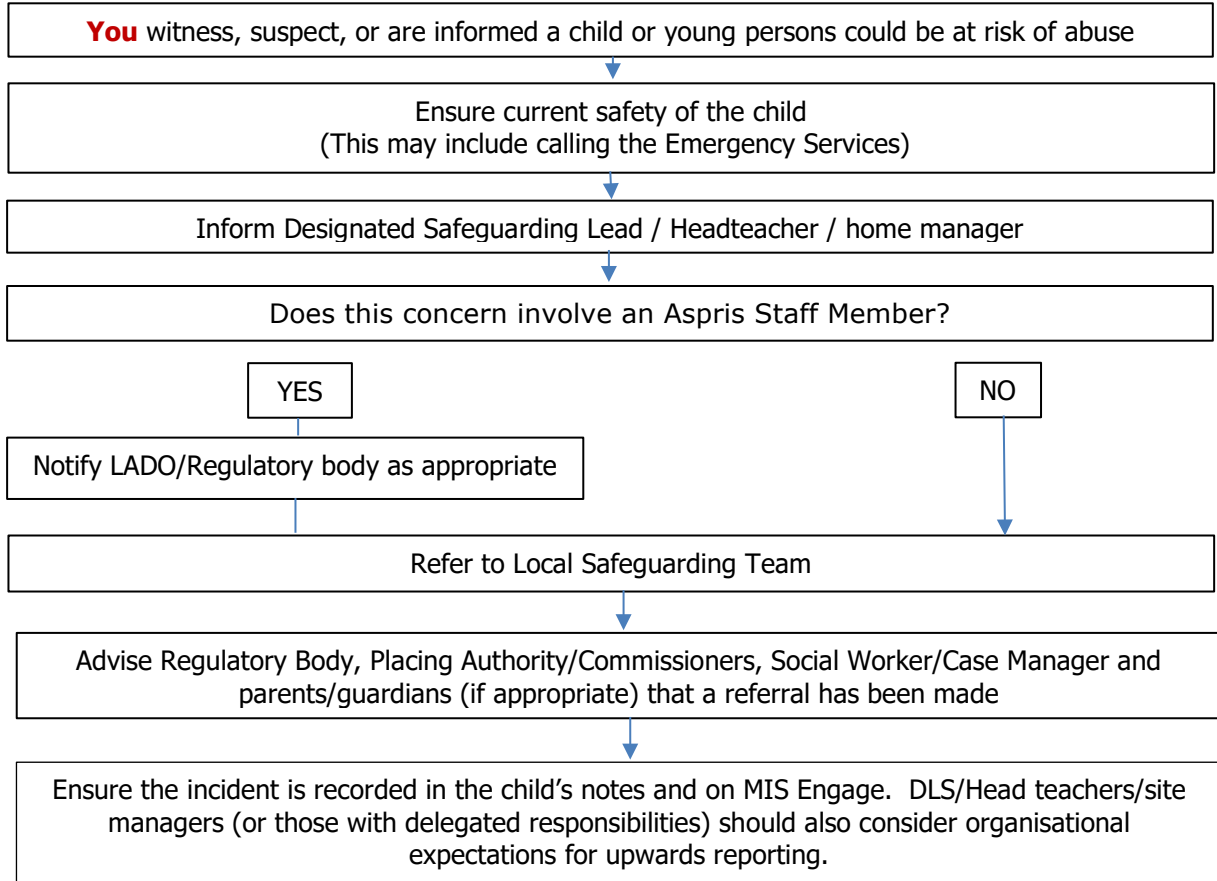 You witness, suspect, or are informed a child or young persons could be at risk of abuse
Ensure current safety of the child
(This may include calling the Emergency Services)
Inform Designated Safeguarding Lead / Headteacher / home manager
Does this concern involve an Aspris Staff Member?
YES
NO
Notify LADO/Regulatory body as appropriate
Refer to Local Safeguarding Team
Advise Regulatory Body, Placing Authority/Commissioners, Social Worker/Case Manager and
parents/guardians (if appropriate) that a referral has been made
Ensure the incident is recorded in the child’s notes and on MIS Engage.  DLS/Head teachers/site
managers (or those with delegated responsibilities) should also consider organisational
expectations for upwards reporting.